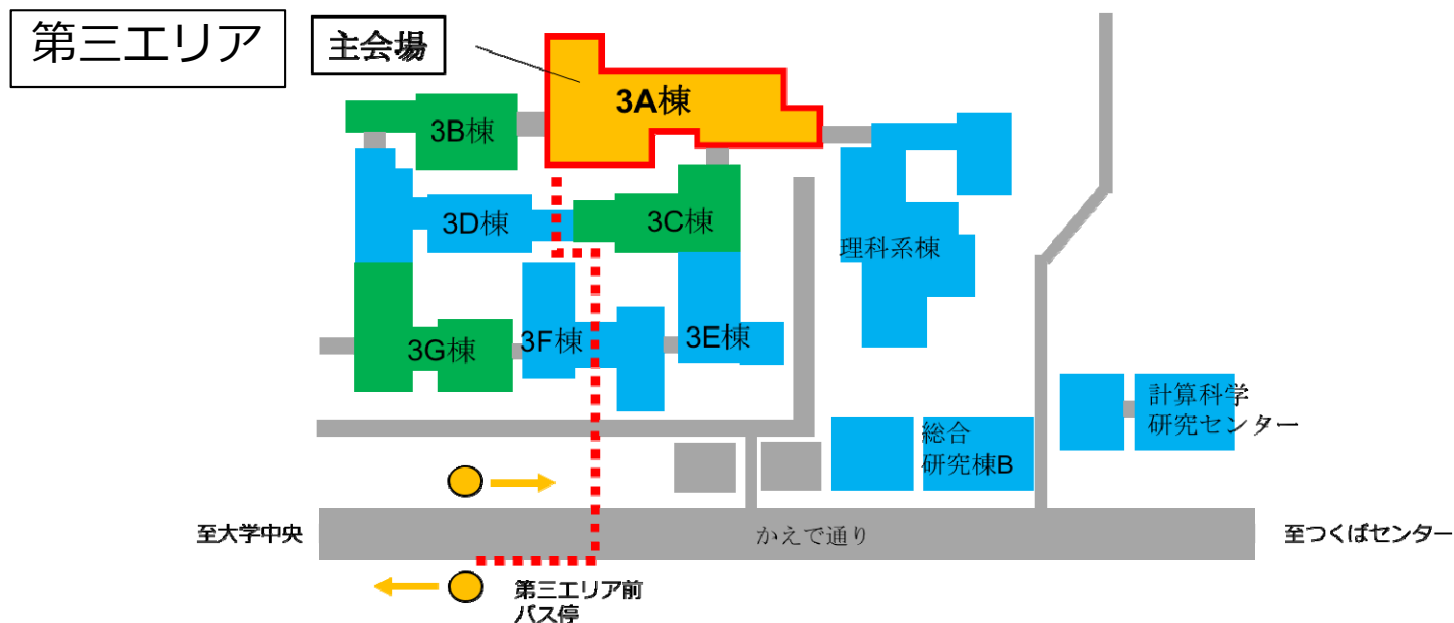 第三エリア
主会場
3A棟
3B棟
3D棟
3C棟
理科系棟
3G棟
3F棟
3E棟
計算科学
研究センター
総合
研究棟B
至大学中央
かえで通り
至つくばセンター
第三エリア前
バス停